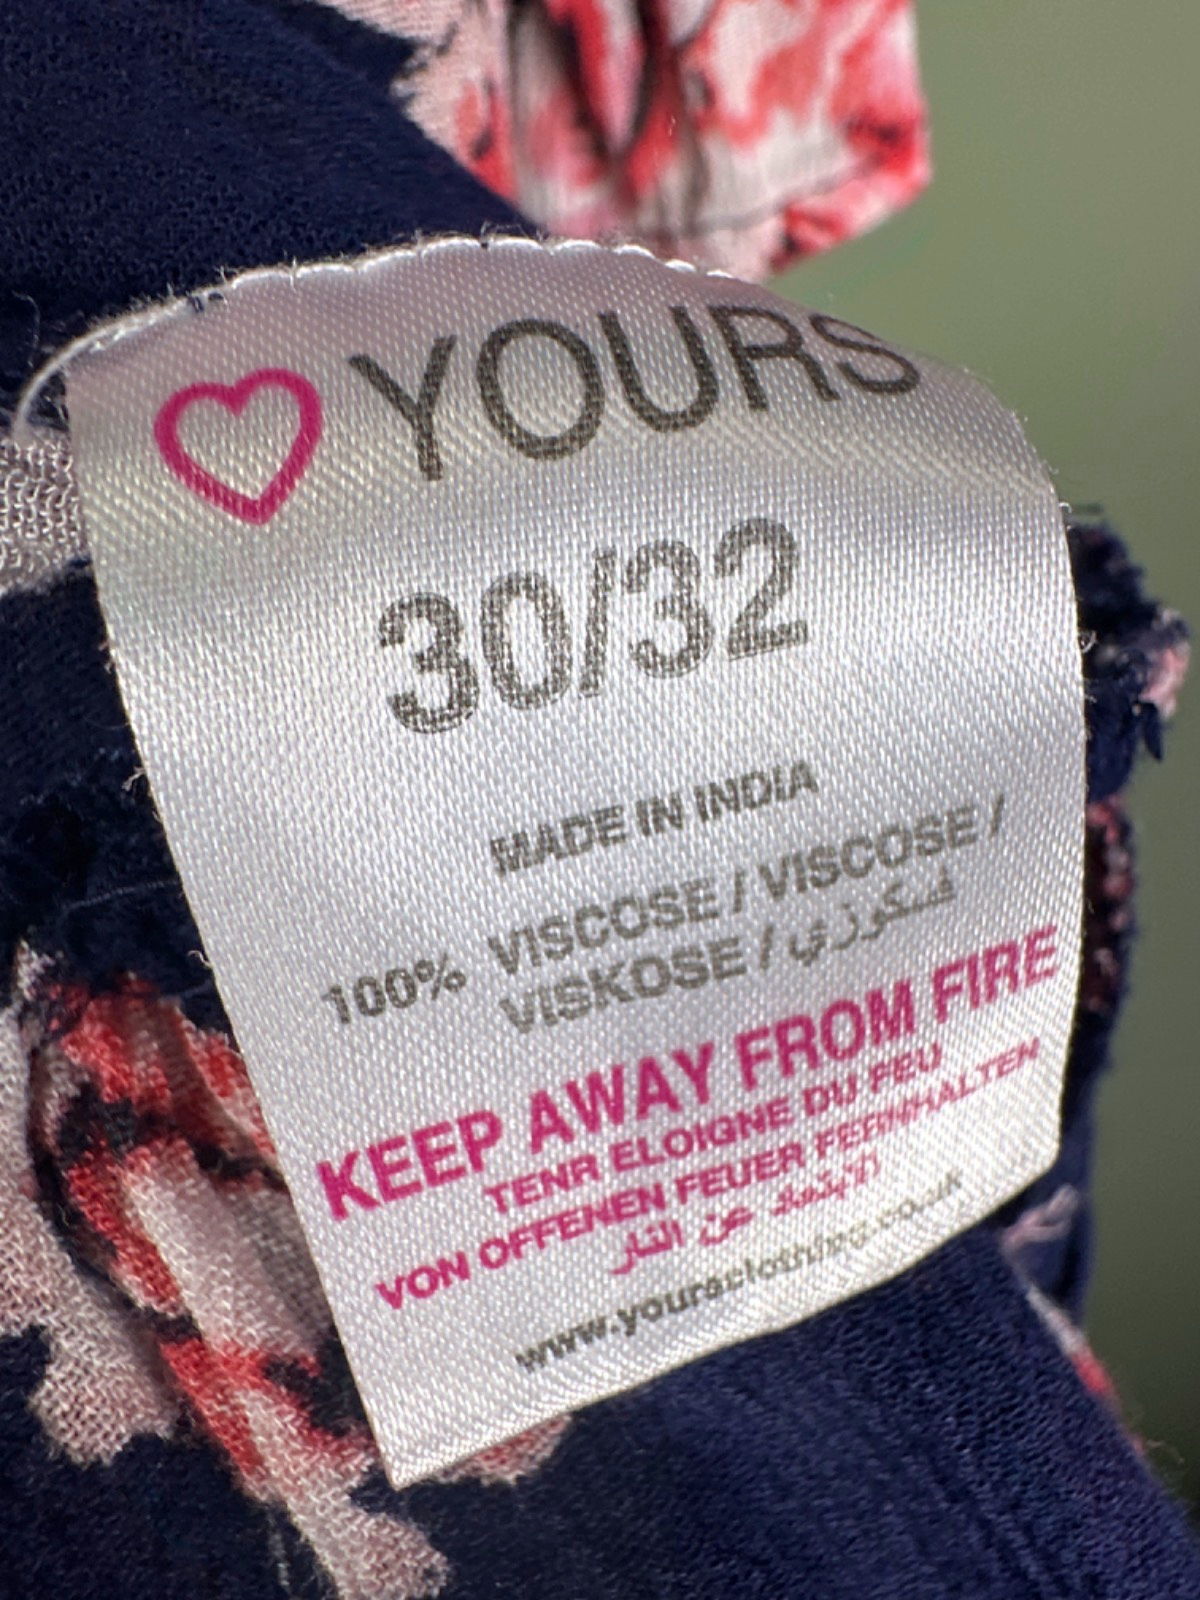 YOURS
30/32
MADE IN INDIA
100% VISCOSE / VISCOSE /
VISKOSE / فسكوزي
KEEP AWAY FROM FIRE
TENR ELOIGNE DU FEU
VON OFFENEN FEUER FERNHALTEN
الابتعاد عن النار
www.yoursclothing.co.uk